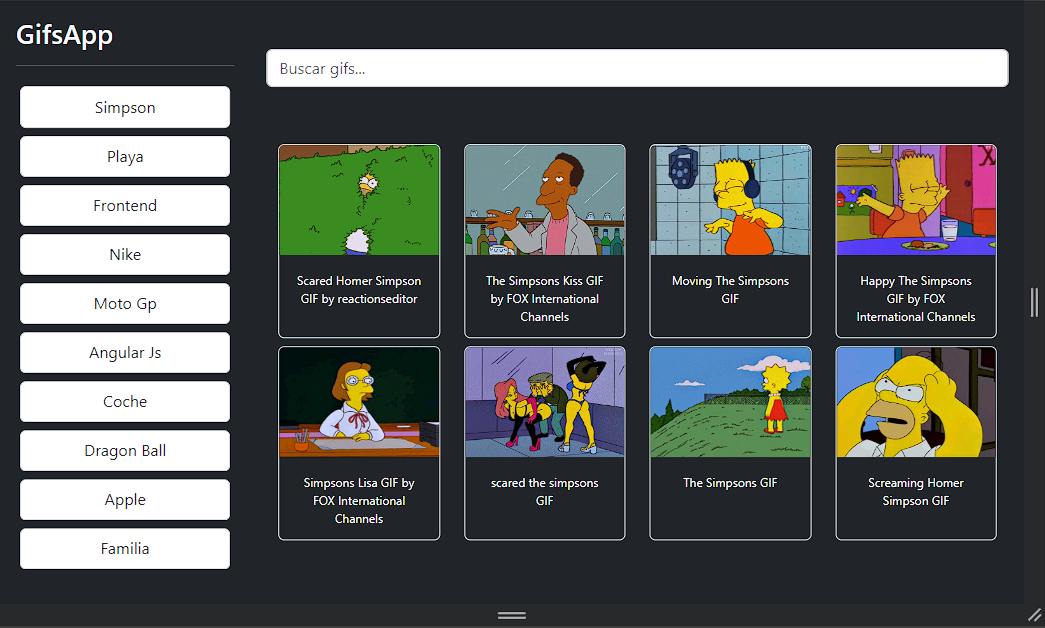 GifsApp
Buscar gifs...
Simpson
Playa
Frontend
Nike
Moto Gp
Angular Js
Coche
Dragon Ball
Apple
Familia
Scared Homer Simpson
GIF by reactionseditor
The Simpsons Kiss GIF
by FOX International
Channels
Moving The Simpsons
GIF
Happy The Simpsons
GIF by FOX
International Channels
Simpsons Lisa GIF by
FOX International
Channels
scared the simpsons
GIF
The Simpsons GIF
Screaming Homer
Simpson GIF